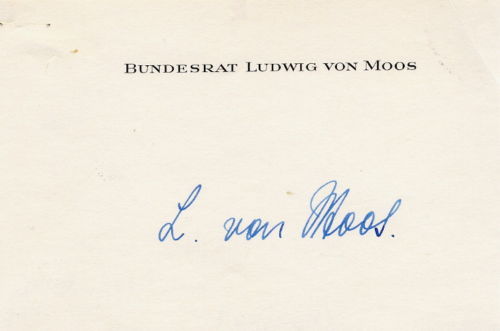 Bundesrat Ludwig von Moos
L. von Moos.